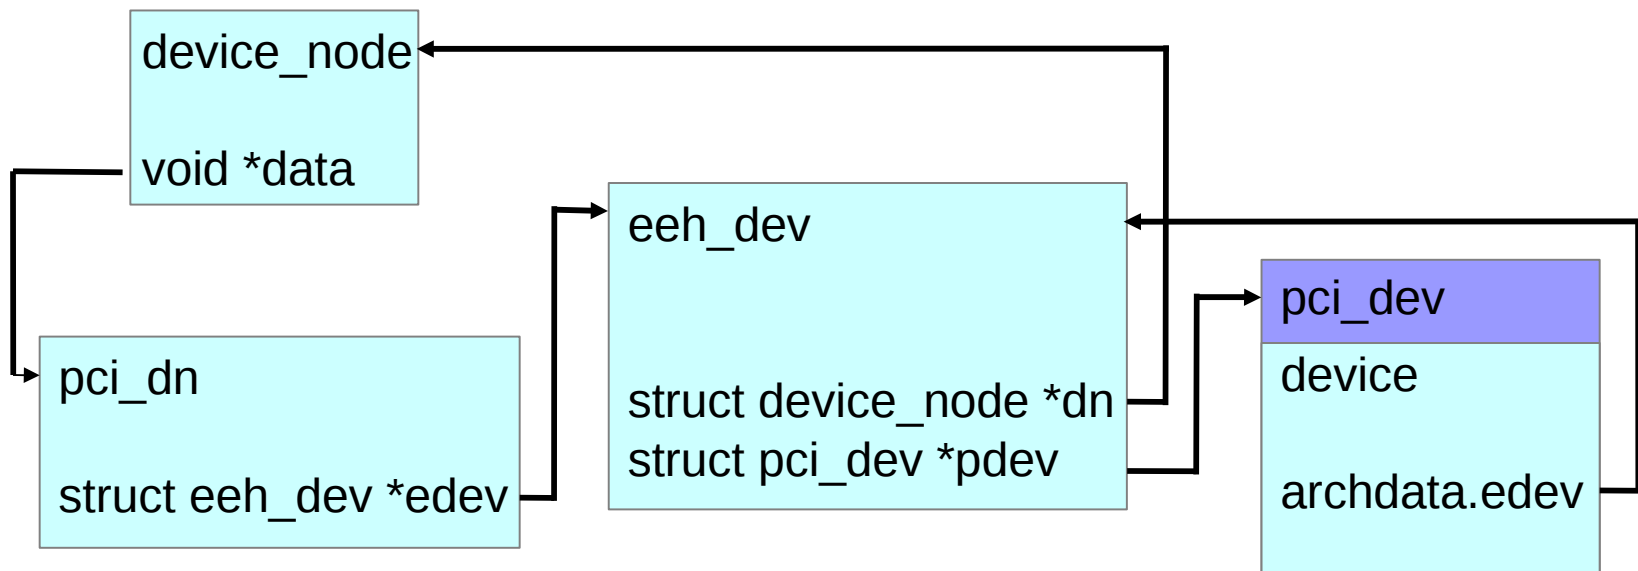 device_node
void *data
pci_dn
struct eeh_dev *edev
eeh_dev
struct device_node *dn
struct pci_dev *pdev
pci_dev
device
archdata.edev